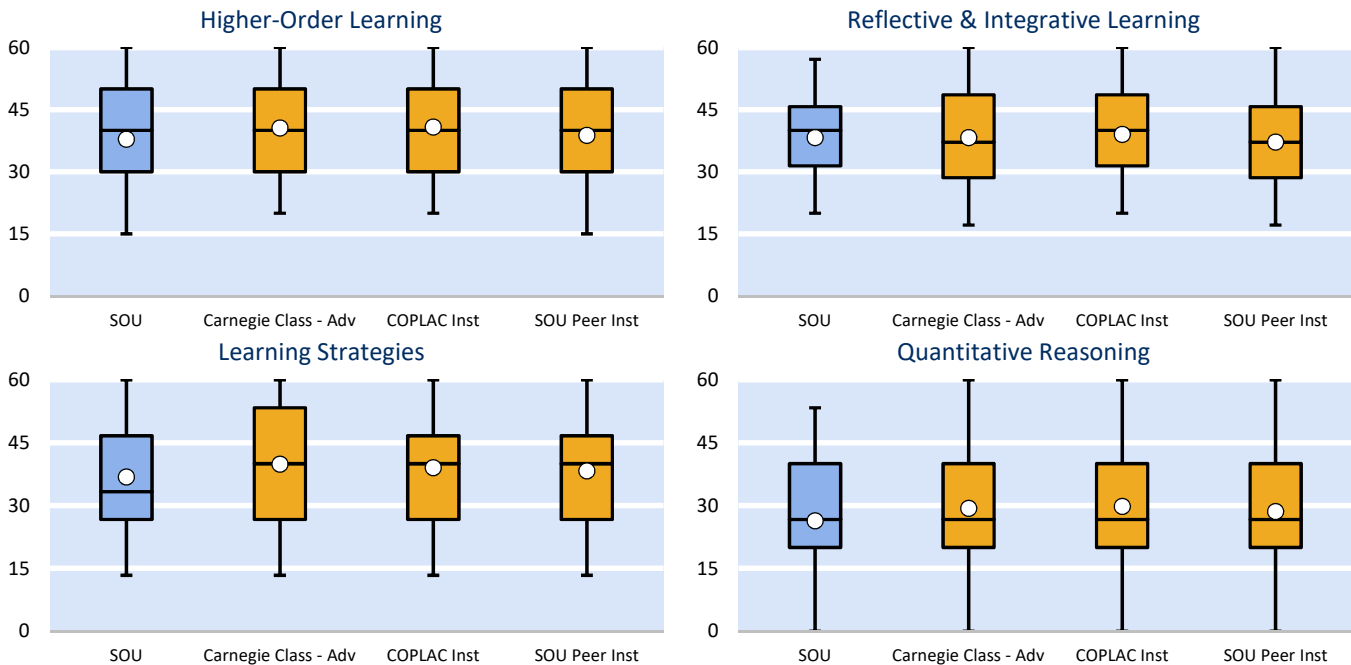 Higher-Order Learning
60
45
30
15
0
SOU Carnegie Class - Adv COPLAC Inst SOU Peer Inst
Reflective & Integrative Learning
60
45
30
15
0
SOU Carnegie Class - Adv COPLAC Inst SOU Peer Inst
Learning Strategies
60
45
30
15
0
SOU Carnegie Class - Adv COPLAC Inst SOU Peer Inst
Quantitative Reasoning
60
45
30
15
0
SOU Carnegie Class - Adv COPLAC Inst SOU Peer Inst